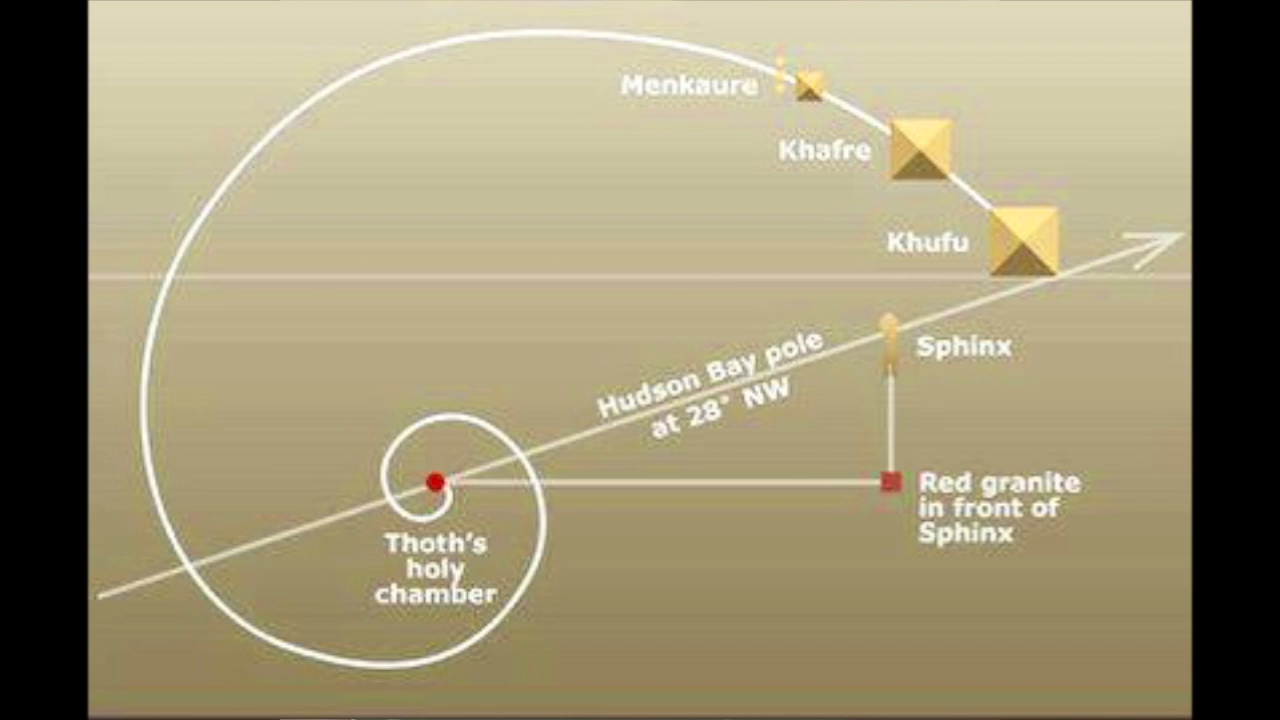 Menkaure
Khafre
Khufu
Sphinx
Hudson Bay pole
at 28° NW
Red granite
in front of
Sphinx
Thoth's
holy
chamber